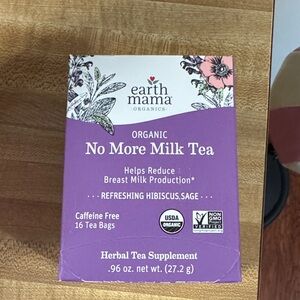 earth
mama
ORGANICS
ORGANIC
No More Milk Tea
Helps Reduce
Breast Milk Production*
REFRESHING HIBISCUS, SAGE
Caffeine Free
16 Tea Bags
USDA
ORGANIC
NON
GMO
VERIFIED
Herbal Tea Supplement
.96 oz. net wt. (27.2 g)